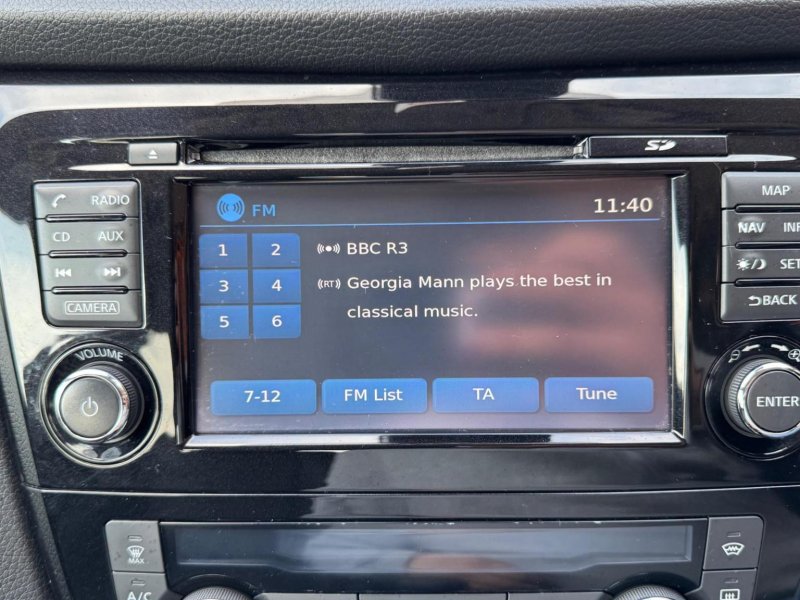 SD
RADIO
CD AUX
CAMERA
VOLUME
FM 11:40
1 2
3 4
5 6
BBC R3
(RT) Georgia Mann plays the best in
classical music.
7-12 FM List TA Tune
MAP
NAV
BACK
ENTER
MAX
A/C